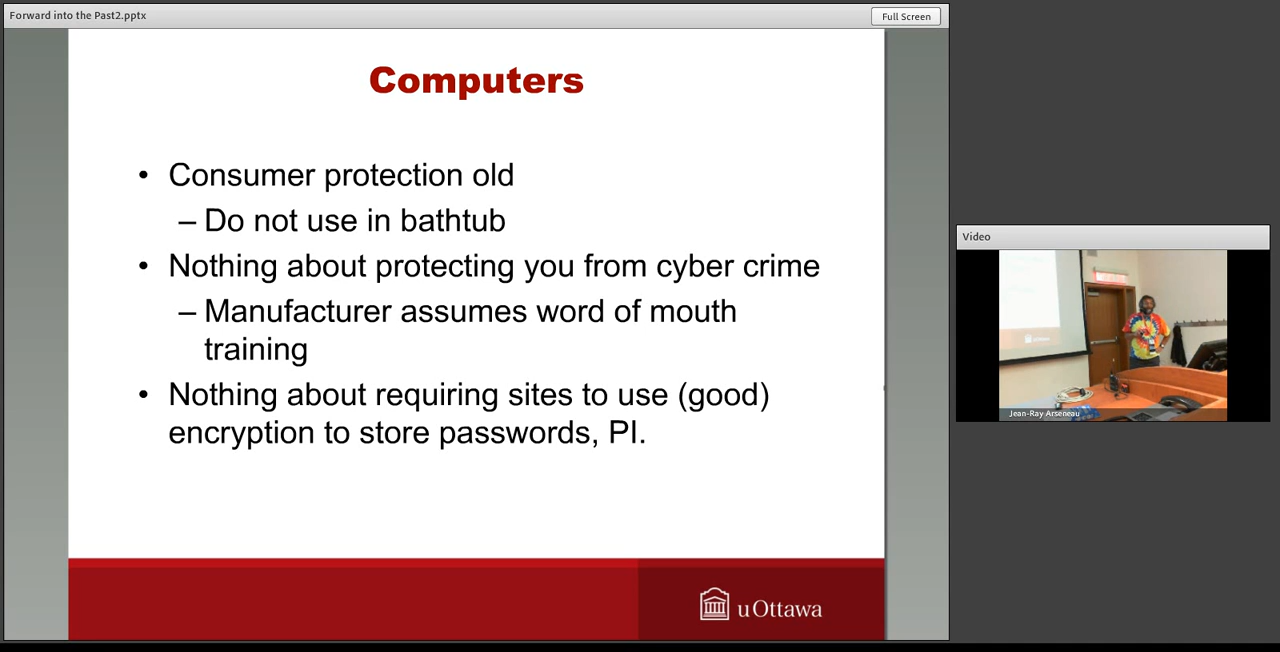 Forward into the Past2.pptx
Full Screen
Computers
• Consumer protection old
– Do not use in bathtub
• Nothing about protecting you from cyber crime
– Manufacturer assumes word of mouth
training
• Nothing about requiring sites to use (good)
encryption to store passwords, PI.
uOttawa
Video
Jean-Ray Arseneau